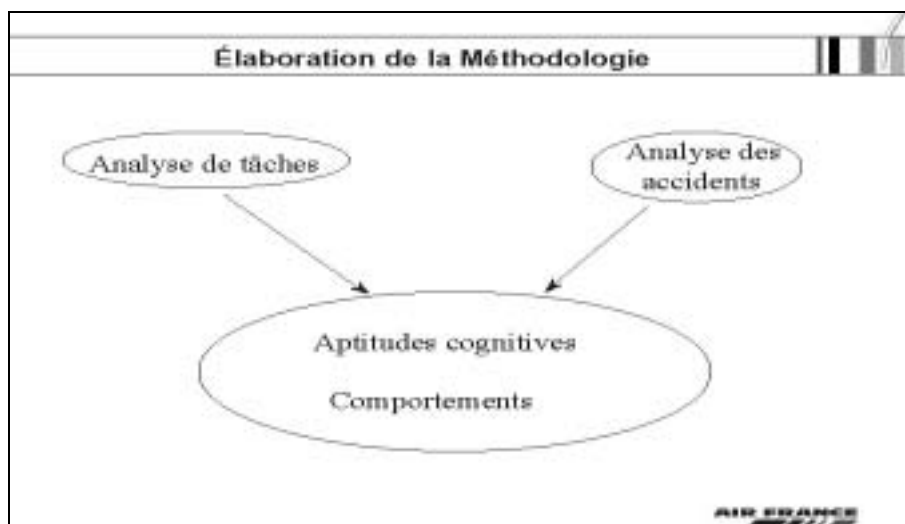 Élaboration de la Méthodologie
Analyse de tâches
Analyse des
accidents
Aptitudes cognitives
Comportements
AIR FRANCE